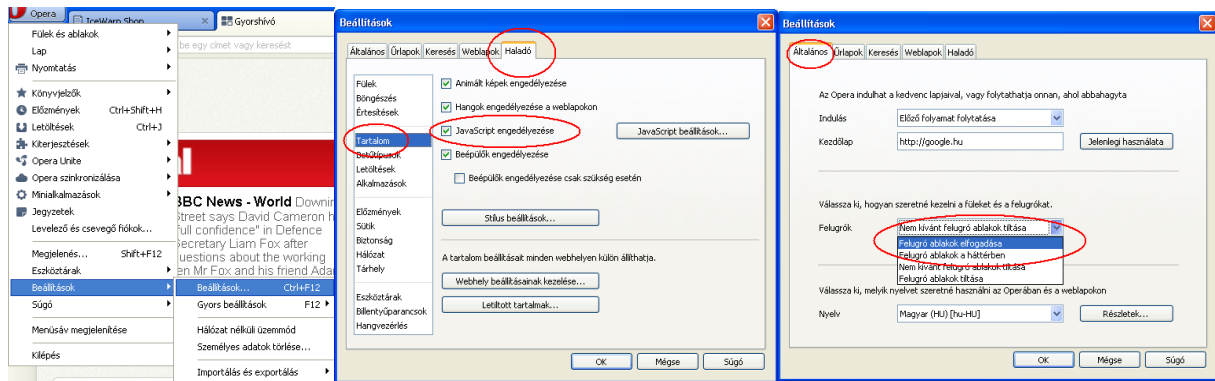 Opera
IceWarp Shop
Gyorshívó
be egy címet vagy keresést
Fülek és ablakok
Lap
Nyomtatás
Könyvjelzők
Előzmények Ctrl+Shift+H
Letöltések Ctrl+J
Kiterjesztések
Opera Unite
Opera szinkronizálása
Minialkalmazások
Jegyzetek
Levelező és csevegő fiókok...
Megjelenés... Shift+F12
Eszköztárak
Beállítások
Súgó
Menüsáv megjelenítése
Kilépés
BBC News - World Downing
Street says David Cameron h
full confidence" in Defence
Secretary Liam Fox after
questions about the working
en Mr Fox and his friend Ada
Beállítások... Ctrl+F12
Gyors beállítások F12
Hálózat nélküli üzemmód
Személyes adatok törlése...
Importálás és exportálás
Beállítások
Általános Űrlapok Keresés Weblapok Haladó
Fülek
Böngészés
Értesítések
Tartalom
Betűtípusok
Letöltések
Alkalmazások
Előzmények
Sütik
Biztonság
Hálózat
Tárhely
Eszköztárak
Billentyűparancsok
Hangvezérlés
Animált képek engedélyezése
Hangok engedélyezése a weblapokon
JavaScript engedélyezése JavaScript beállítások...
Beépülők engedélyezése
Beépülők engedélyezése csak szükség esetén
Stílus beállítások...
A tartalom beállításait minden webhelyen külön állíthatja.
Webhely beállításainak kezelése...
Letiltott tartalmak...
OK Mégse Súgó
Beállítások
Általános Űrlapok Keresés Weblapok Haladó
Az Opera indulhat a kedvenc lapjaival, vagy folytathatja onnan, ahol abbahagyta
Indulás Előző folyamat folytatása
Kezdőlap http://google.hu Jelenlegi használata
Válassza ki, hogyan szeretné kezelni a füleket és a felugrókat.
Felugrók Nem kívánt felugró ablakok tiltása
Felugró ablakok elfogadása
Felugró ablakok a háttérben
Nem kívánt felugró ablakok tiltása
Felugró ablakok tiltása
Válassza ki, melyik nyelvet szeretné használni az Operában és a weblapokon
Nyelv Magyar (HU) [hu-HU] Részletek...
OK Mégse Súgó